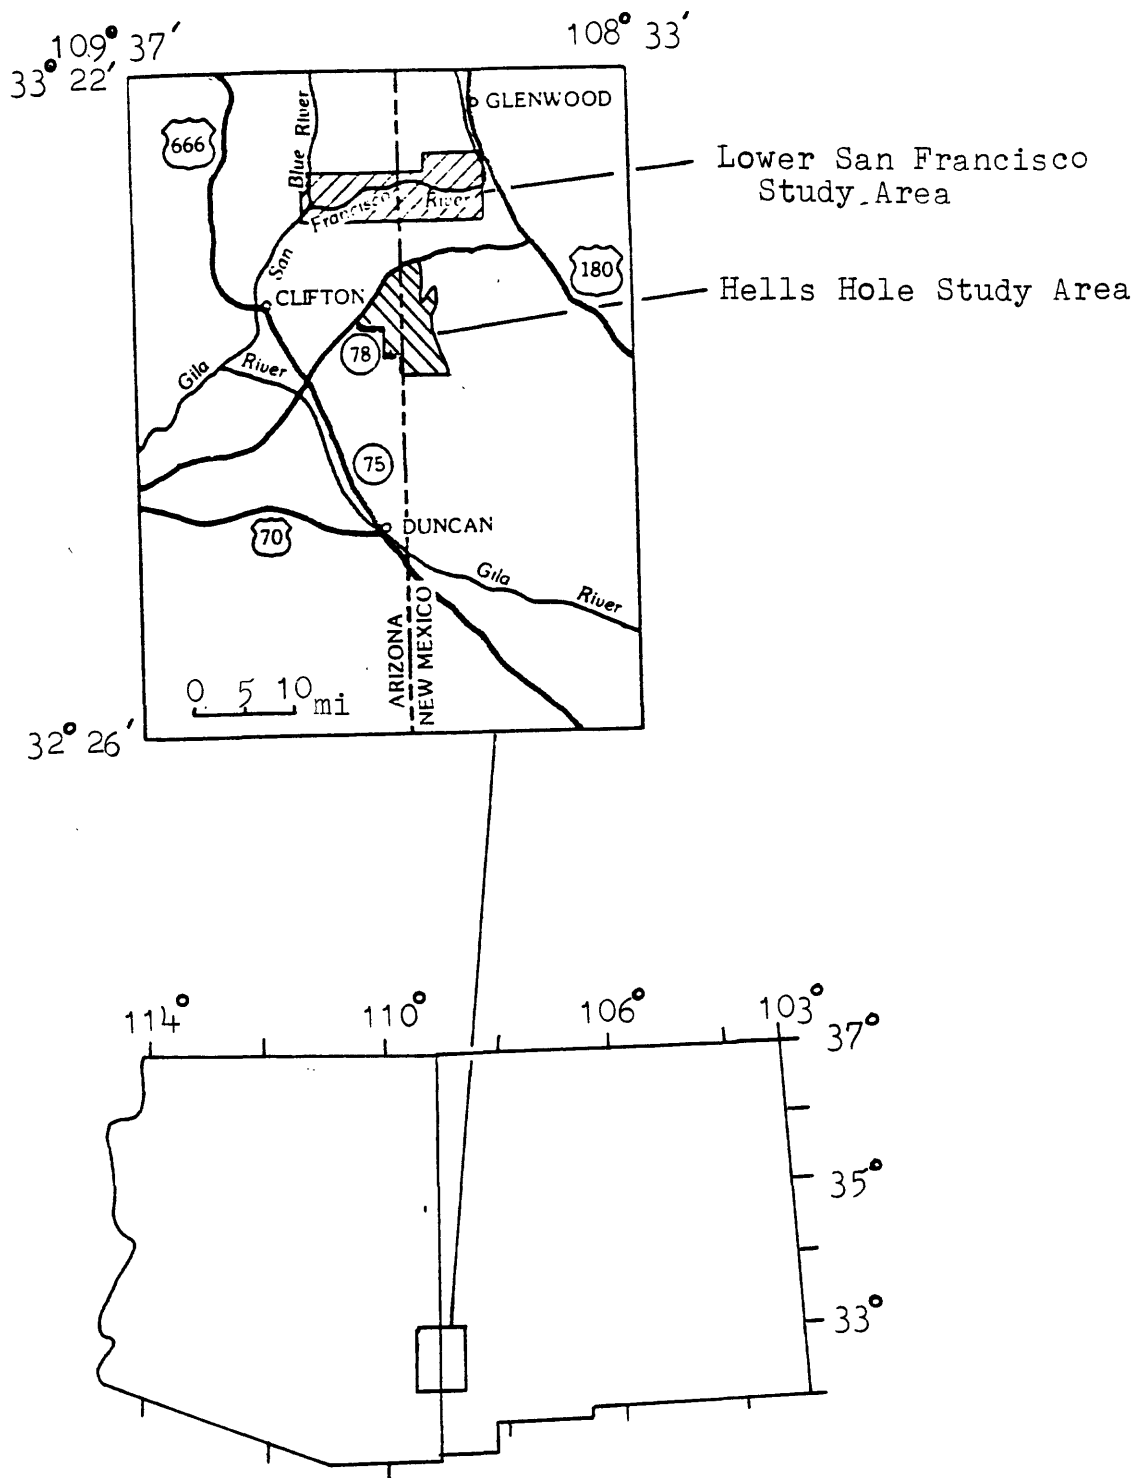 109° 37′
108° 33′
33° 22′
GLENWOOD
666
Blue River
Lower San Francisco
Study Area
San Francisco River
180
Hells Hole Study Area
CLIFTON
78
Gila River
75
DUNCAN
70
Gila River
ARIZONA
NEW MEXICO
0 5 10 mi
32° 26′
114° 110° 106° 103°
37°
35°
33°